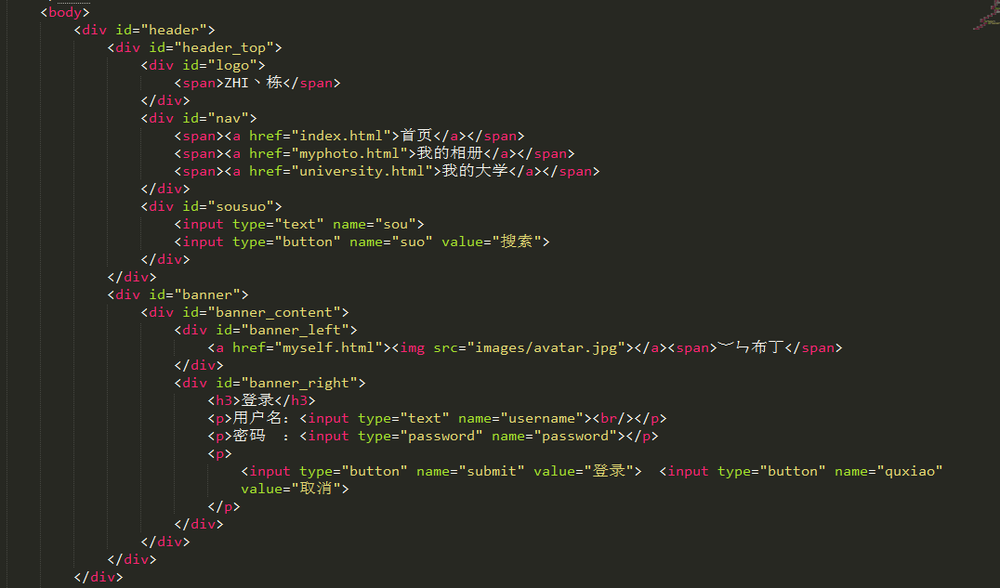 <body>
<div id="header">
<div id="header_top">
<div id="logo">
<span>ZHI丶栋</span>
</div>
<div id="nav">
<span><a href="index.html">首页</a></span>
<span><a href="myphoto.html">我的相册</a></span>
<span><a href="university.html">我的大学</a></span>
</div>
<div id="sousuo">
<input type="text" name="sou">
<input type="button" name="suo" value="搜索">
</div>
</div>
<div id="banner">
<div id="banner_content">
<div id="banner_left">
<a href="myself.html"><img src="images/avatar.jpg"></a><span>︶ㄣ布丁</span>
</div>
<div id="banner_right">
<h3>登录</h3>
<p>用户名：<input type="text" name="username"><br/></p>
<p>密码　：<input type="password" name="password"></p>
<p>
<input type="button" name="submit" value="登录">　<input type="button" name="quxiao"
value="取消">
</p>
</div>
</div>
</div>
</div>